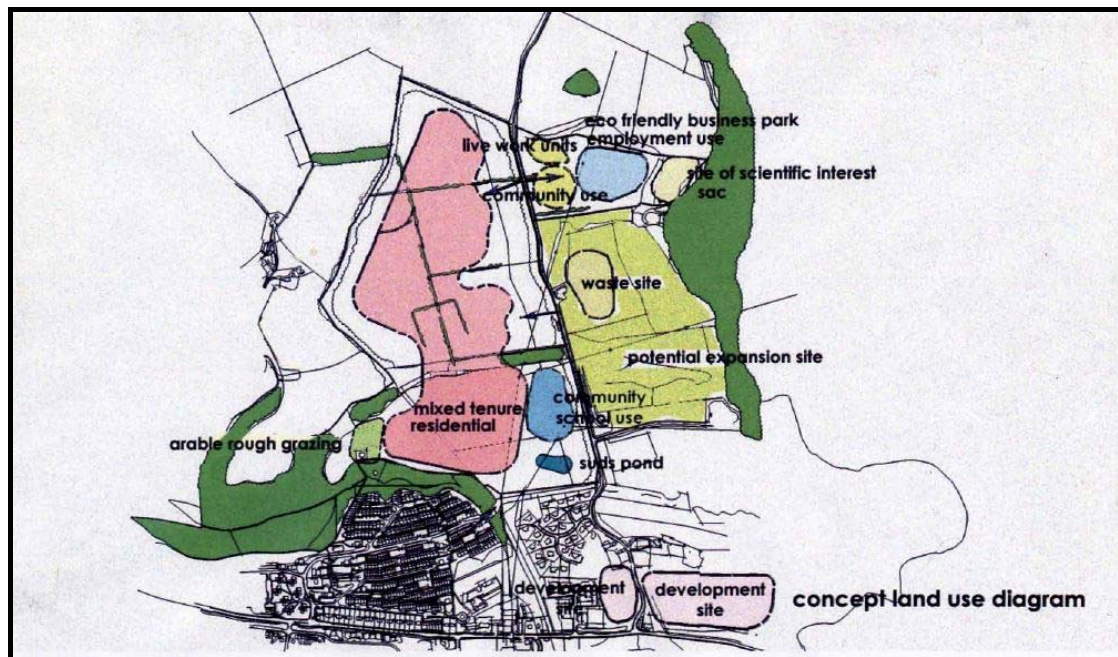 eco friendly business park
employment use
live work units
site of scientific interest
sac
community use
waste site
potential expansion site
community
school use
mixed tenure
residential
arable rough grazing
suds pond
development
site
development
site
concept land use diagram